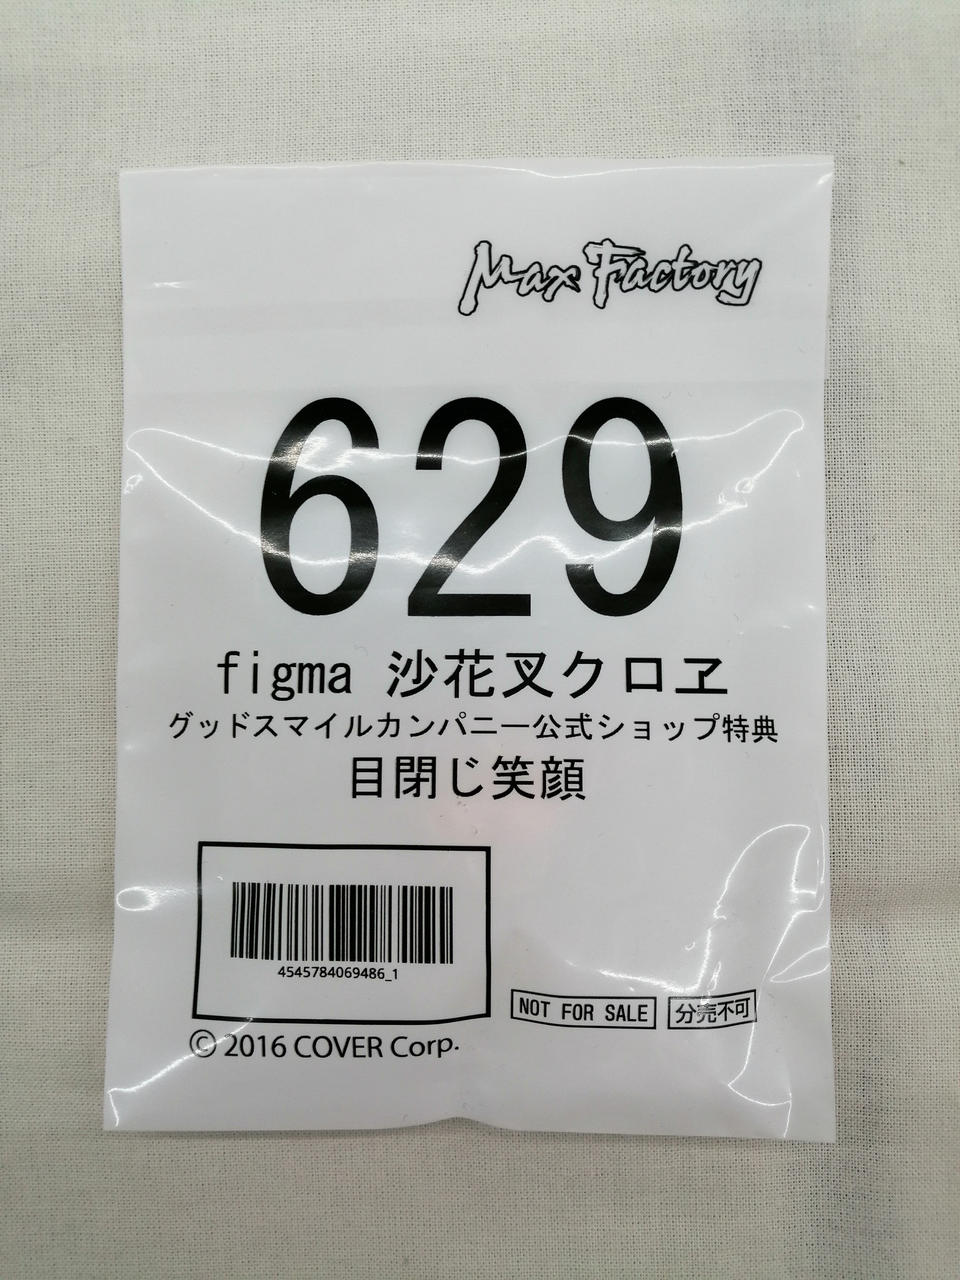 Max Factory
629
figma 沙花叉クロヱ
グッドスマイルカンパニー公式ショップ特典
目閉じ笑顔
4545784069486_1
NOT FOR SALE 分売不可
© 2016 COVER Corp.